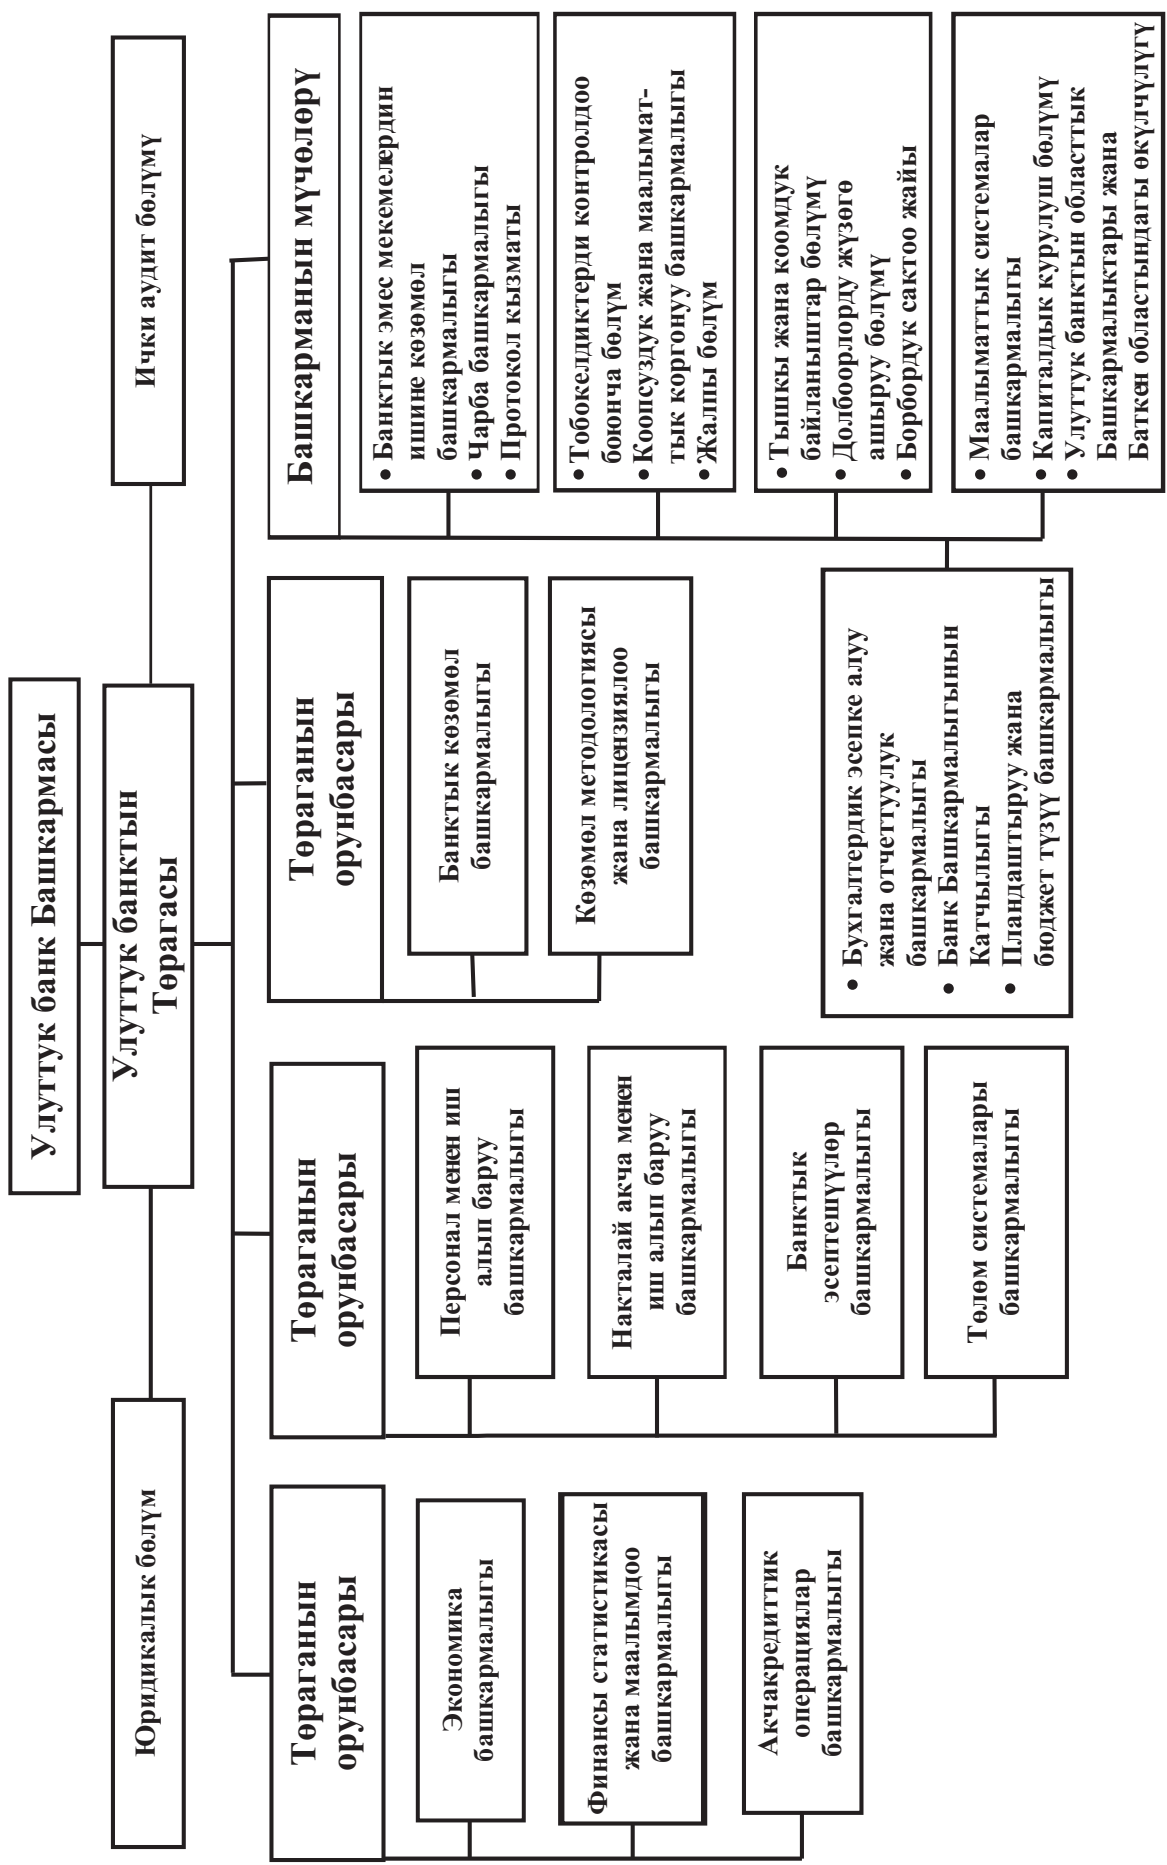 Улуттук банк Башкармасы
Улуттук банктын
Төрагасы
Юридикалык бөлүм
Ички аудит бөлүмү
Төраганын
орунбасары
Экономика
башкармалыгы
Финансы статистикасы
жана маалымдоо
башкармалыгы
Акчакредиттик
операциялар
башкармалыгы
Төраганын
орунбасары
Персонал менен иш
алып баруу
башкармалыгы
Накталай акча менен
иш алып баруу
башкармалыгы
Банктык
эсептешүүлөр
башкармалыгы
Төлөм системалары
башкармалыгы
Төраганын
орунбасары
Банктык көзөмөл
башкармалыгы
Көзөмөл методологиясы
жана лицензиялоо
башкармалыгы
Башкарманын мүчөлөрү
• Банктык эмес мекемелердин
ишине көзөмөл
башкармалыгы
• Чарба башкармалыгы
• Протокол кызматы
• Тобокелдиктерди контролдоо
боюнча бөлүм
• Коопсуздук жана маалымат-
тык коргонуу башкармалыгы
• Жалпы бөлүм
• Тышкы жана коомдук
байланыштар бөлүмү
• Долбоорлорду жүзөгө
ашыруу бөлүмү
• Борбордук сактоо жайы
• Маалыматтык системалар
башкармалыгы
• Капиталдык курулуш бөлүмү
• Улуттук банктын областтык
Башкармалыктары жана
Баткен областындагы өкүлчүлүгү
• Бухгалтердик эсепке алуу
жана отчеттуулук
башкармалыгы
• Банк Башкармалыгынын
Катчылыгы
• Пландаштыруу жана
бюджет түзүү башкармалыгы